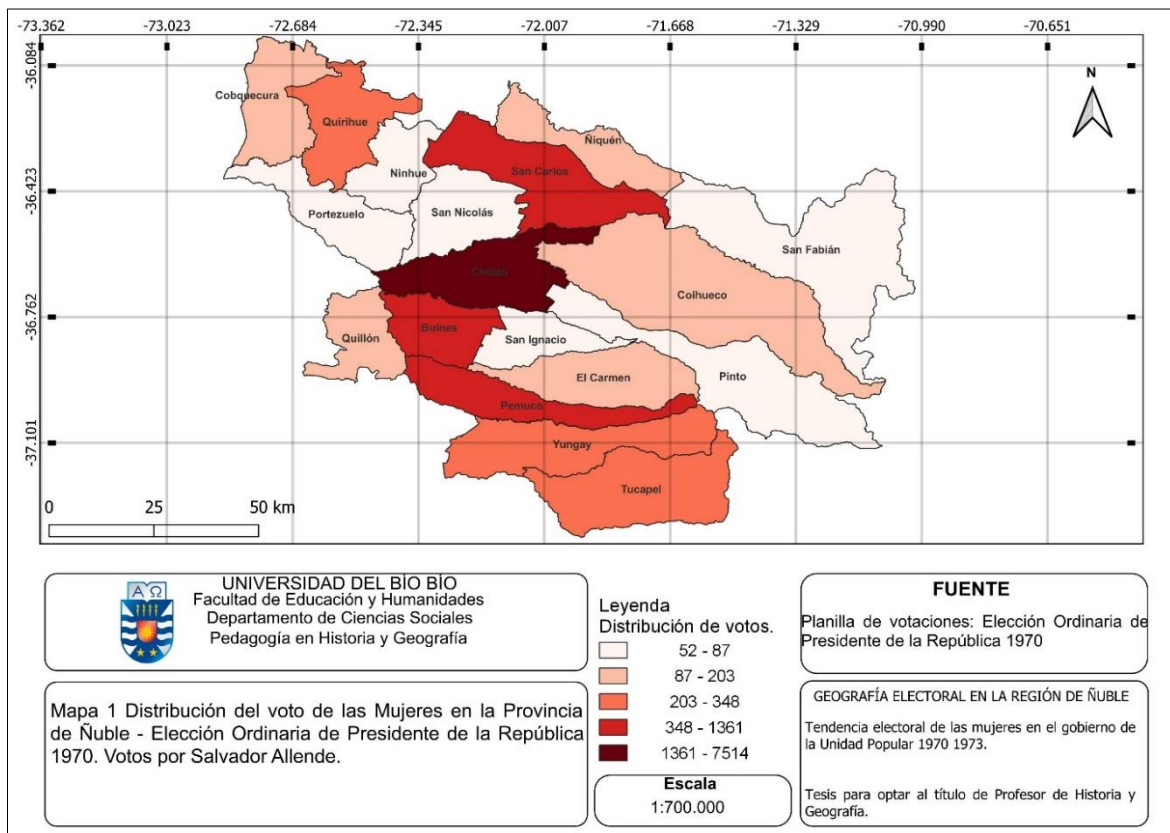 -73.362 -73.023 -72.684 -72.345 -72.007 -71.668 -71.329 -70.990 -70.651
-36.084
-36.423
-36.762
-37.101
N
Cobquecura
Quirihue
Ñiquén
Ninhue
San Carlos
Portezuelo
San Nicolás
San Fabián
Chillán
Coihueco
Bulnes
Quillón
San Ignacio
El Carmen
Pinto
Pemuco
Yungay
Tucapel
0 25 50 km
UNIVERSIDAD DEL BÍO BÍO
Facultad de Educación y Humanidades
Departamento de Ciencias Sociales
Pedagogía en Historia y Geografía
A Ω
Mapa 1 Distribución del voto de las Mujeres en la Provincia
de Ñuble - Elección Ordinaria de Presidente de la República
1970. Votos por Salvador Allende.
Leyenda
Distribución de votos.
52 - 87
87 - 203
203 - 348
348 - 1361
1361 - 7514
Escala
1:700.000
FUENTE
Planilla de votaciones: Elección Ordinaria de
Presidente de la República 1970
GEOGRAFÍA ELECTORAL EN LA REGIÓN DE ÑUBLE
Tendencia electoral de las mujeres en el gobierno de
la Unidad Popular 1970 1973.
Tesis para optar al título de Profesor de Historia y
Geografía.